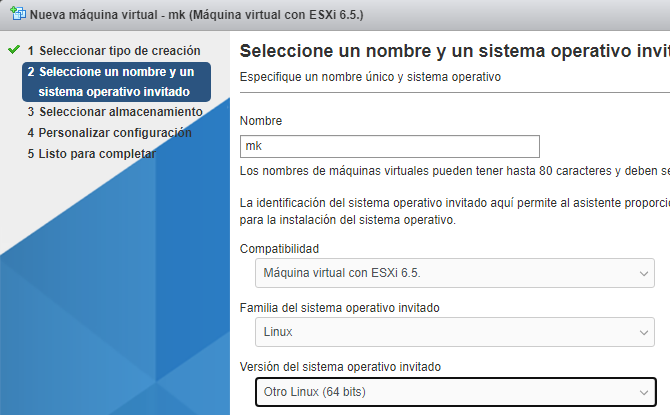 Nueva máquina virtual - mk (Máquina virtual con ESXi 6.5.)
1 Seleccionar tipo de creación
2 Seleccione un nombre y un
sistema operativo invitado
3 Seleccionar almacenamiento
4 Personalizar configuración
5 Listo para completar
Seleccione un nombre y un sistema operativo invit
Especifique un nombre único y sistema operativo
Nombre
mk
Los nombres de máquinas virtuales pueden tener hasta 80 caracteres y deben se
La identificación del sistema operativo invitado aquí permite al asistente proporcio
para la instalación del sistema operativo.
Compatibilidad
Máquina virtual con ESXi 6.5.
Familia del sistema operativo invitado
Linux
Versión del sistema operativo invitado
Otro Linux (64 bits)